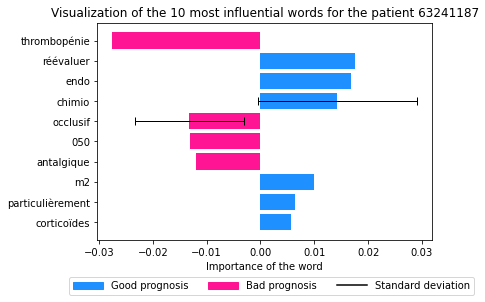 Visualization of the 10 most influential words for the patient 63241187
thrombopénie
réévaluer
endo
chimio
occlusif
050
antalgique
m2
particulièrement
corticoïdes
−0.03 −0.02 −0.01 0.00 0.01 0.02 0.03
Importance of the word
Good prognosis Bad prognosis Standard deviation